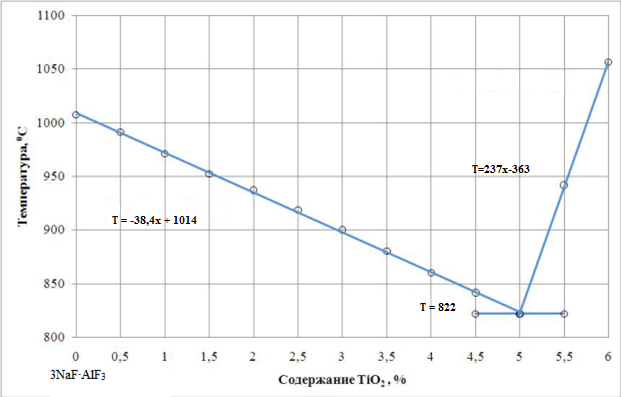 1100
1050
1000
950
900
850
800
Температура,⁰С
T=237x-363
T = -38,4x + 1014
T = 822
0 0,5 1 1,5 2 2,5 3 3,5 4 4,5 5 5,5 6
3NaF·AlF₃
Содержание TiO₂ , %